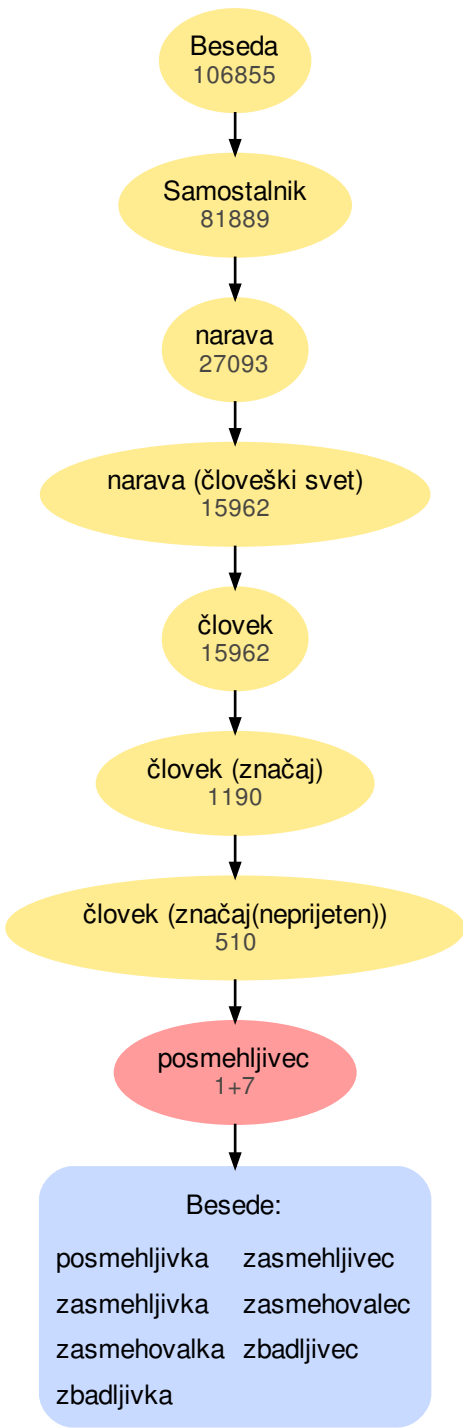 Beseda
106855
Samostalnik
81889
narava
27093
narava (človeški svet)
15962
človek
15962
človek (značaj)
1190
človek (značaj(neprijeten))
510
posmehljivec
1+7
Besede:
posmehljivka zasmehljivec
zasmehljivka zasmehovalec
zasmehovalka zbadljivec
zbadljivka